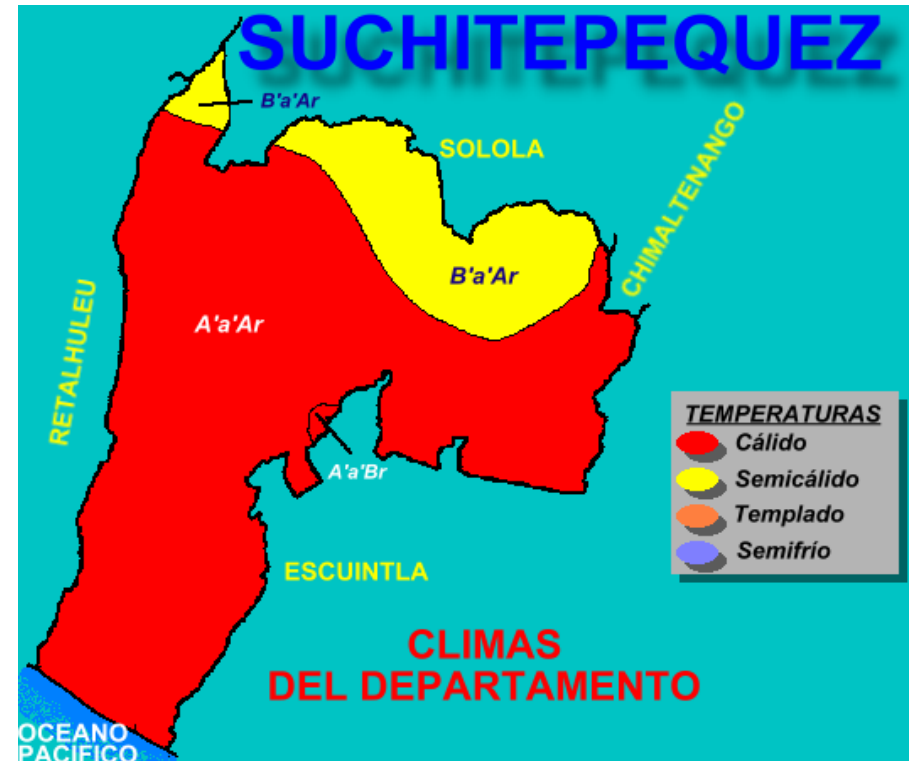 SUCHITEPEQUEZ
B'a'Ar
SOLOLA
CHIMALTENANGO
B'a'Ar
RETALHULEU
A'a'Ar
TEMPERATURAS
Cálido
Semicálido
Templado
Semifrío
A'a'Br
ESCUINTLA
CLIMAS
DEL DEPARTAMENTO
OCEANO
PACIFICO